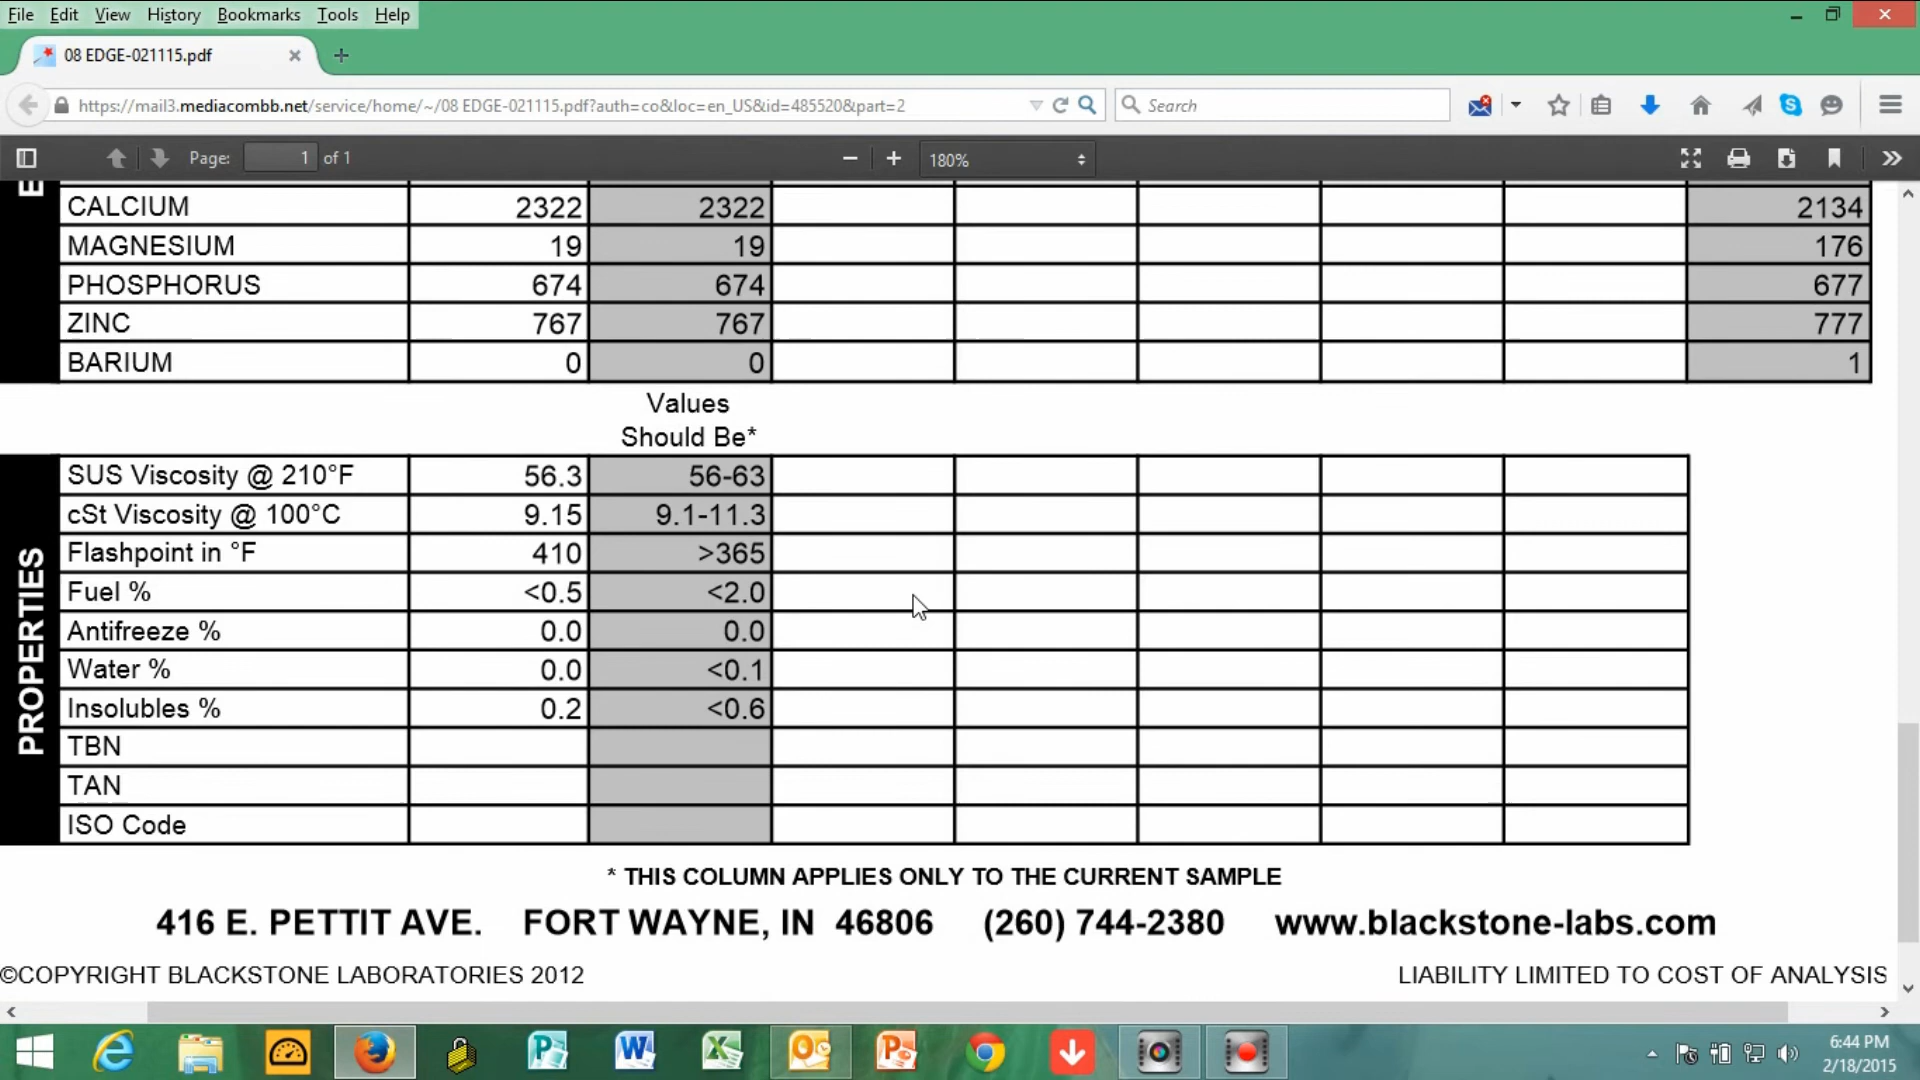 File Edit View History Bookmarks Tools Help
08 EDGE-021115.pdf
https://mail3.mediacombb.net/service/home/~/08 EDGE-021115.pdf?auth=co&loc=en_US&id=485520&part=2
Search
Page: 1 of 1
180%
CALCIUM 2322 2322 2134
MAGNESIUM 19 19 176
PHOSPHORUS 674 674 677
ZINC 767 767 777
BARIUM 0 0 1
Values
Should Be*
PROPERTIES
SUS Viscosity @ 210°F 56.3 56-63
cSt Viscosity @ 100°C 9.15 9.1-11.3
Flashpoint in °F 410 >365
Fuel % <0.5 <2.0
Antifreeze % 0.0 0.0
Water % 0.0 <0.1
Insolubles % 0.2 <0.6
TBN
TAN
ISO Code
* THIS COLUMN APPLIES ONLY TO THE CURRENT SAMPLE
416 E. PETTIT AVE. FORT WAYNE, IN 46806 (260) 744-2380 www.blackstone-labs.com
©COPYRIGHT BLACKSTONE LABORATORIES 2012 LIABILITY LIMITED TO COST OF ANALYSIS
6:44 PM
2/18/2015